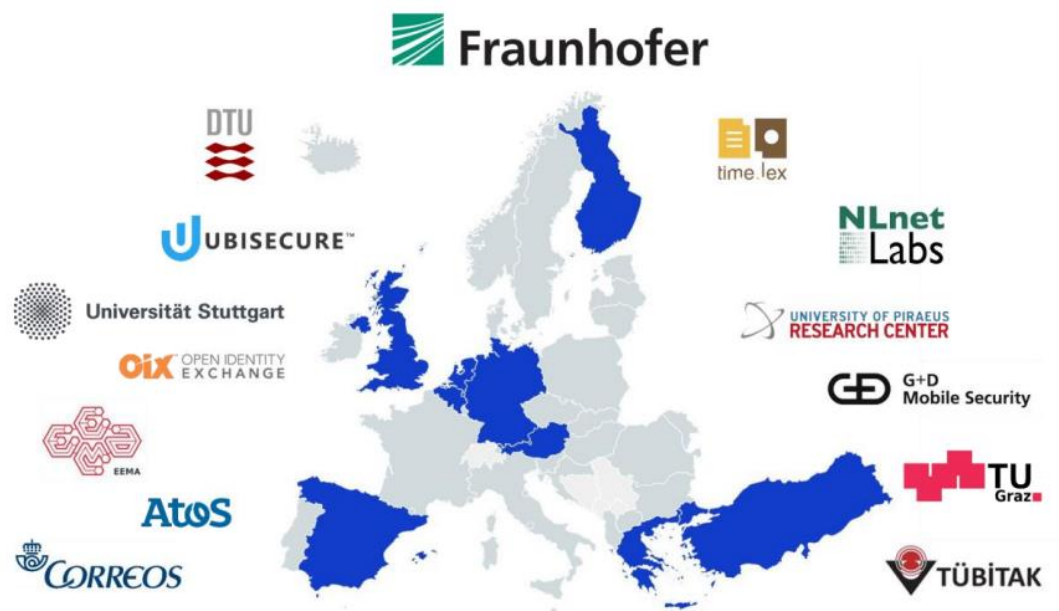 Fraunhofer
DTU
time.lex
UBISECURE™
NLnet
Labs
Universität Stuttgart
UNIVERSITY OF PIRAEUS
RESEARCH CENTER
OIX OPEN IDENTITY
EXCHANGE
G+D
Mobile Security
EEMA
EEMA
TU
Graz
Atos
CORREOS
TÜBİTAK